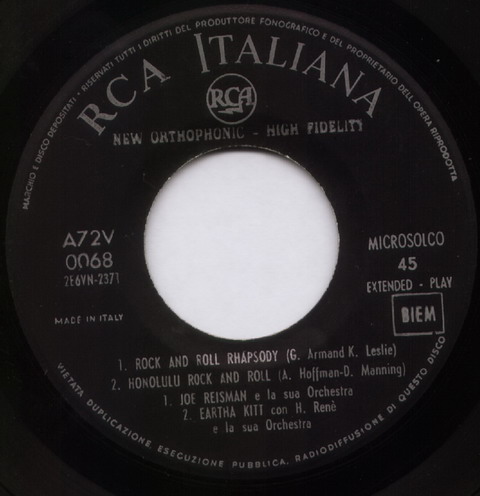 MARCHIO E DISCO DEPOSITATI - RISERVATI TUTTI I DIRITTI DEL PRODUTTORE FONOGRAFICO E DEL PROPRIETARIO DELL'OPERA RIPRODOTTA
RCA ITALIANA
RCA
NEW ORTHOPHONIC - HIGH FIDELITY
A72V
0068
2E6VN-2371
MICROSOLCO
45
EXTENDED - PLAY
BIEM
MADE IN ITALY
1. ROCK AND ROLL RHAPSODY (G. Armand K. Leslie)
2. HONOLULU ROCK AND ROLL (A. Hoffman-D. Manning)
1. JOE REISMAN e la sua Orchestra
2. EARTHA KITT con H. Renè
e la sua Orchestra
VIETATA DUPLICAZIONE, ESECUZIONE PUBBLICA, RADIODIFFUSIONE DI QUESTO DISCO